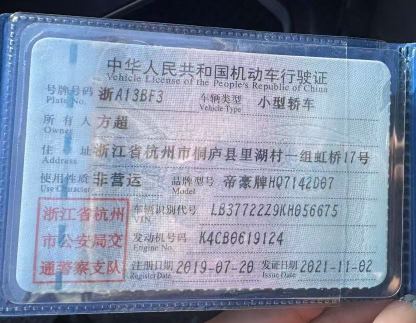 中华人民共和国机动车行驶证
Vehicle License of the People's Republic of China
号牌号码 浙A13BF3 车辆类型 小型轿车
Plate No. Vehicle Type
所有人 方超
Owner
住址 浙江省杭州市桐庐县里湖村一组虹桥17号
Address
使用性质 非营运 品牌型号 帝豪牌HQ7142D07
Use Character Model
浙江省杭州
市公安局交
通警察支队
车辆识别代号 LB37722Z9KH056675
VIN
发动机号码 K4CB0619124
Engine No.
注册日期 2019-07-20 发证日期 2021-11-02
Register Date Issue Date